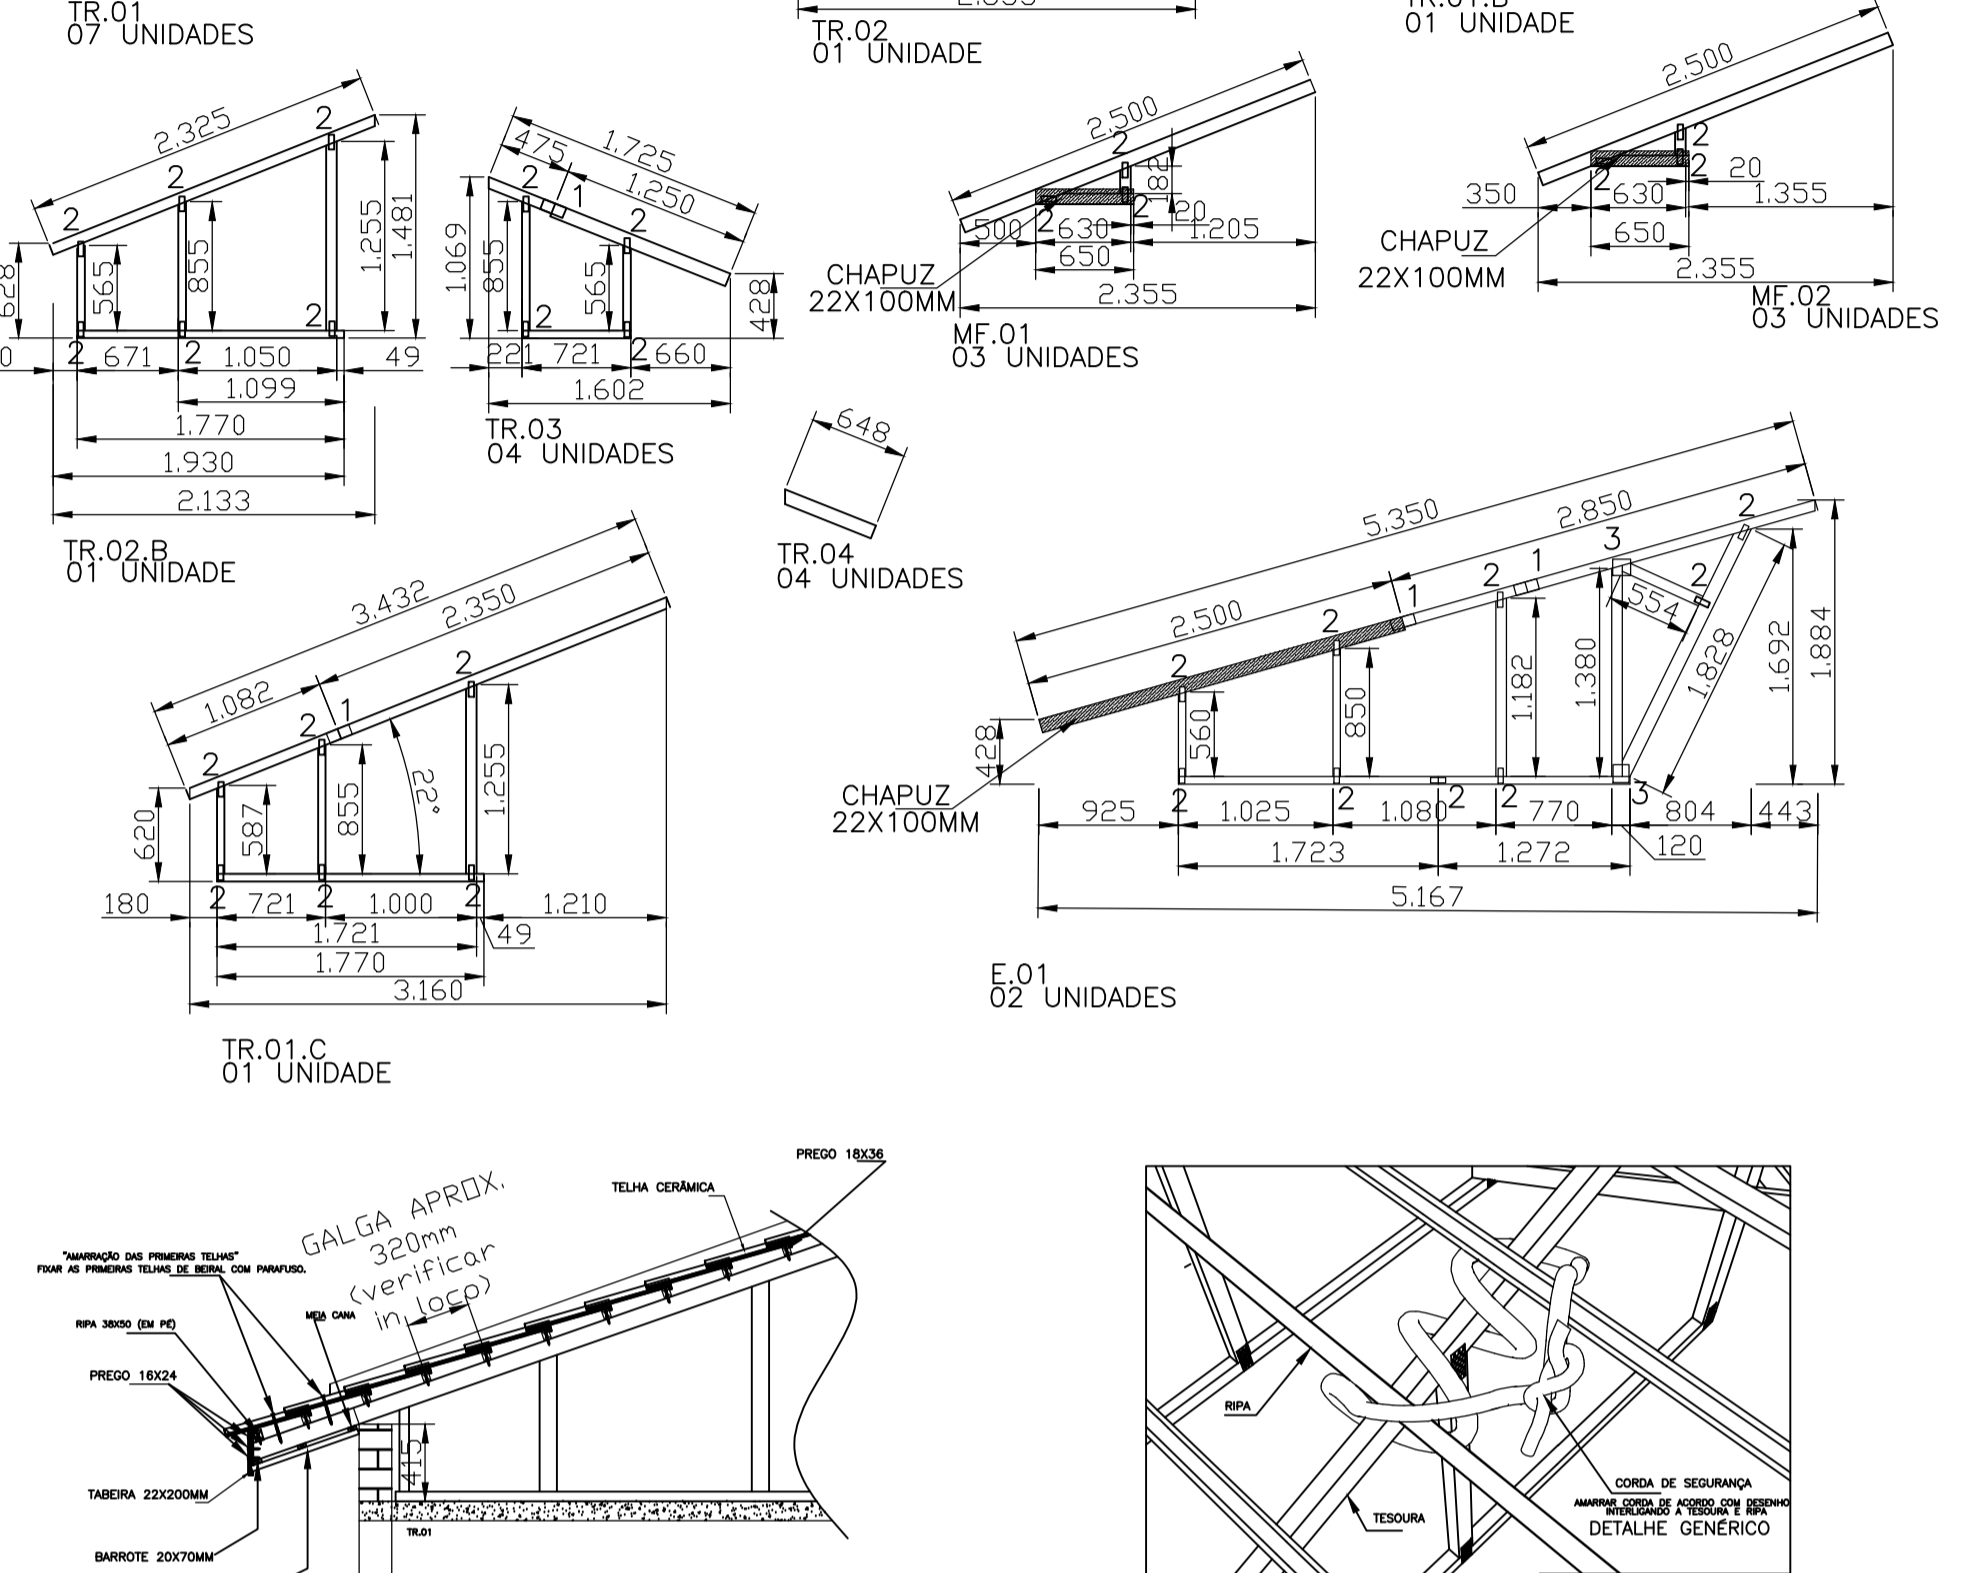 TR.01
07 UNIDADES
TR.02
01 UNIDADE
01 UNIDADE
2.325
2
2
2
565
855
1.255
1.481
628
2
2
2
671
1.050
49
1.099
1.770
1.930
2.133
TR.02.B
01 UNIDADE
1.725
475
1.250
2
1
2
1.069
855
565
428
2
2
221
721
660
1.602
TR.03
04 UNIDADES
2.500
2
182
2
2
20
500
630
1.205
650
2.355
CHAPUZ
22X100MM
MF.01
03 UNIDADES
2.500
2
2
2
20
350
630
1.355
650
2.355
CHAPUZ
22X100MM
MF.02
03 UNIDADES
648
TR.04
04 UNIDADES
3.432
2.350
1.082
2
2
1
2
22°
620
587
855
1.255
2
2
2
180
721
1.000
1.210
49
1.721
1.770
3.160
TR.01.C
01 UNIDADE
5.350
2.850
2.500
2
2
1
2
1
3
2
2
554
1.828
1.692
1.884
428
560
850
1.182
1.380
CHAPUZ
22X100MM
2
2
2
2
3
925
1.025
1.080
770
804
443
120
1.723
1.272
5.167
E.01
02 UNIDADES
PREGO 18X36
TELHA CERÂMICA
GALGA APROX.
320mm
(verificar
in loco)
"AMARRAÇÃO DAS PRIMEIRAS TELHAS"
FIXAR AS PRIMEIRAS TELHAS DE BEIRAL COM PARAFUSO.
MEIA CANA
RIPA 38X50 (EM PÉ)
PREGO 16X24
415
TABEIRA 22X200MM
TR.01
BARROTE 20X70MM
RIPA
TESOURA
CORDA DE SEGURANÇA
AMARRAR CORDA DE ACORDO COM DESENHO
INTERLIGANDO A TESOURA E RIPA
DETALHE GENÉRICO